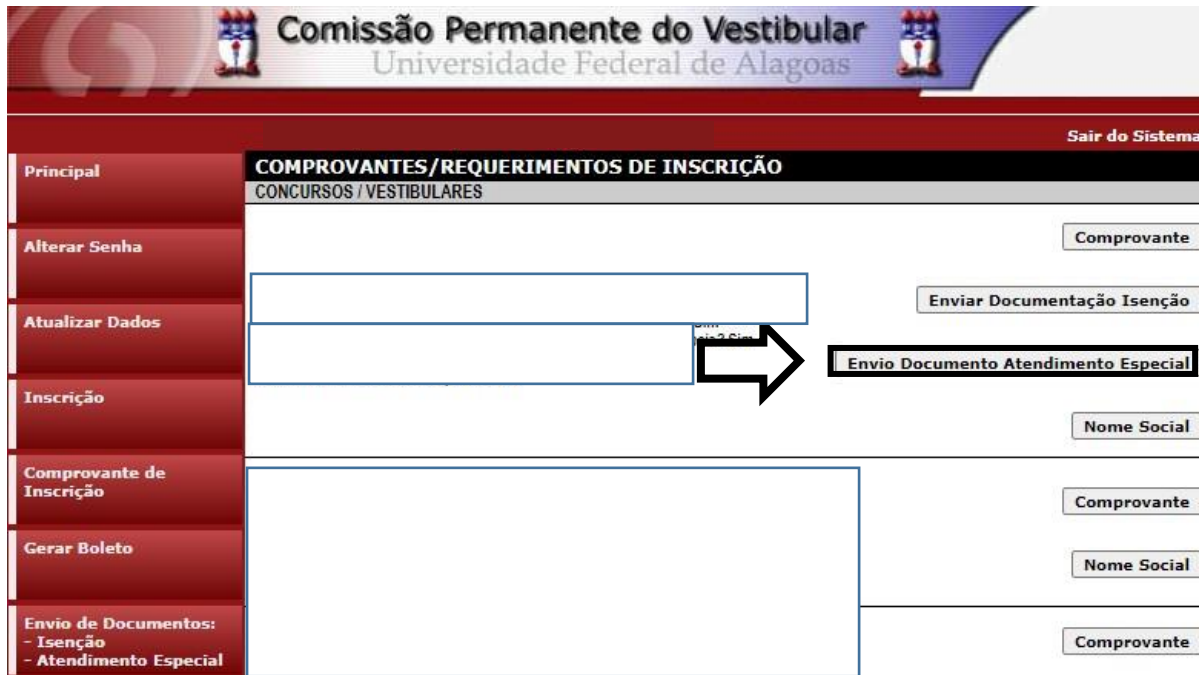 Comissão Permanente do Vestibular
Universidade Federal de Alagoas
Sair do Sistema
Principal
Alterar Senha
Atualizar Dados
Inscrição
Comprovante de
Inscrição
Gerar Boleto
Envio de Documentos:
- Isenção
- Atendimento Especial
COMPROVANTES/REQUERIMENTOS DE INSCRIÇÃO
CONCURSOS / VESTIBULARES
Comprovante
Enviar Documentação Isenção
Sim
Envio Documento Atendimento Especial
Nome Social
Comprovante
Nome Social
Comprovante